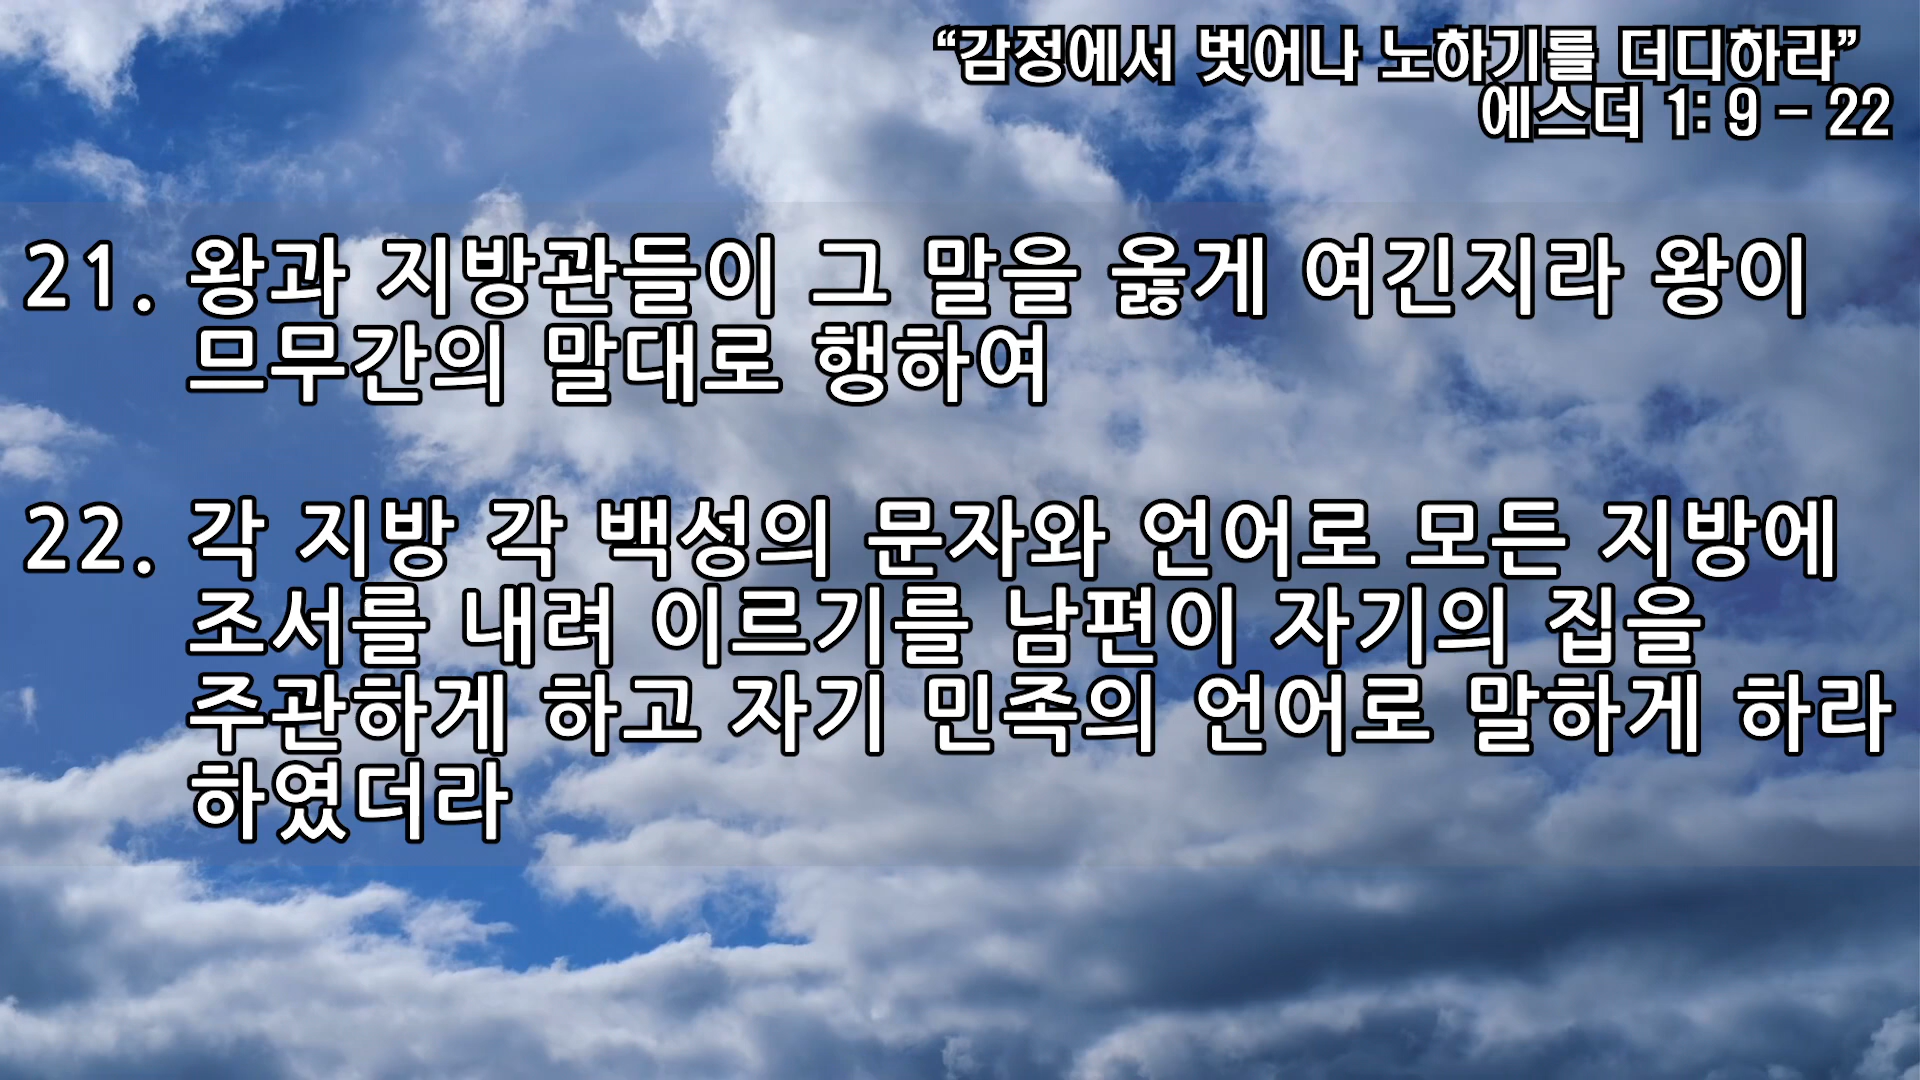 “감정에서 벗어나 노하기를 더디하라”
에스더 1: 9 – 22
21. 왕과 지방관들이 그 말을 옳게 여긴지라 왕이
므무간의 말대로 행하여
22. 각 지방 각 백성의 문자와 언어로 모든 지방에
조서를 내려 이르기를 남편이 자기의 집을
주관하게 하고 자기 민족의 언어로 말하게 하라
하였더라